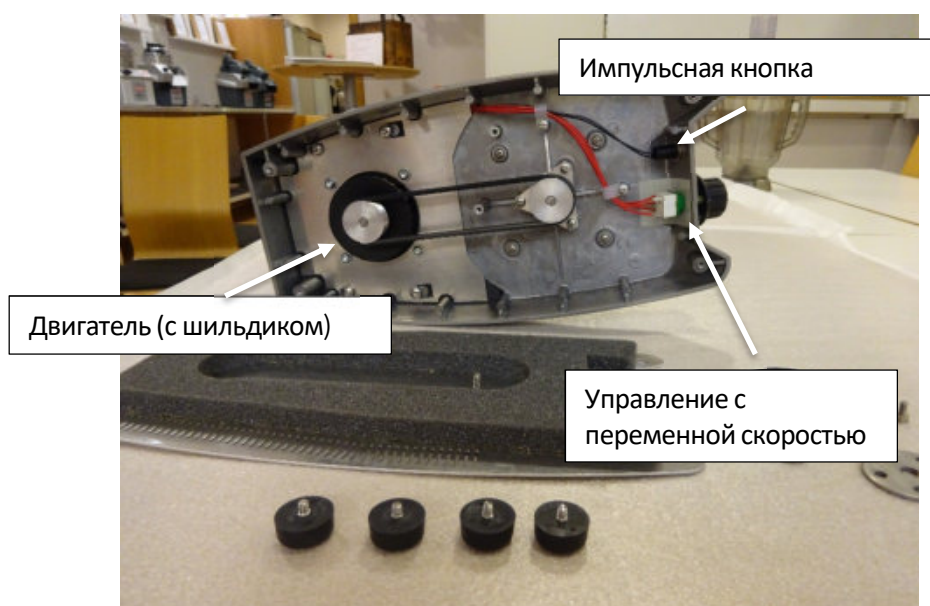 Импульсная кнопка
Двигатель (с шильдиком)
Управление с
переменной скоростью